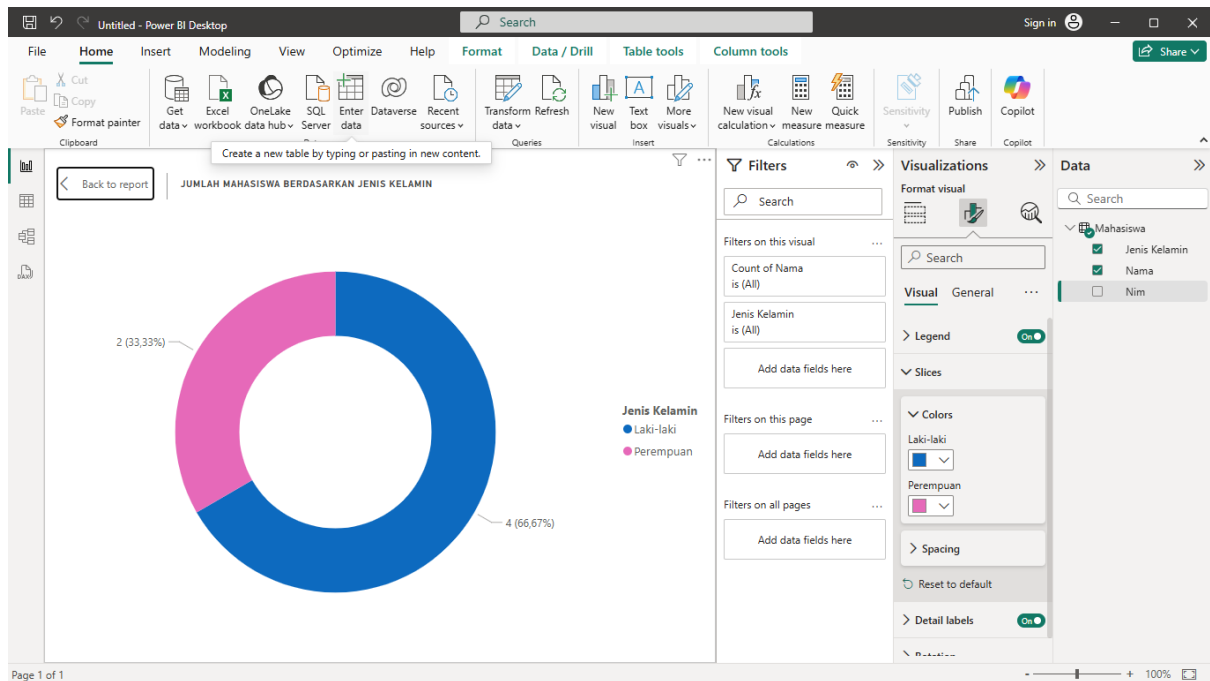 Untitled - Power BI Desktop
Search
Sign in
File Home Insert Modeling View Optimize Help Format Data / Drill Table tools Column tools
Share
Paste
Cut
Copy
Format painter
Clipboard
Get data
Excel workbook
OneLake data hub
SQL Server
Enter data
Dataverse
Recent sources
Transform data
Refresh
Queries
New visual
Text box
More visuals
Insert
New visual calculation
New measure
Quick measure
Calculations
Sensitivity
Sensitivity
Publish
Share
Copilot
Copilot
Create a new table by typing or pasting in new content.
Back to report
JUMLAH MAHASISWA BERDASARKAN JENIS KELAMIN
2 (33,33%)
4 (66,67%)
Jenis Kelamin
Laki-laki
Perempuan
Filters
Search
Filters on this visual
Count of Nama
is (All)
Jenis Kelamin
is (All)
Add data fields here
Filters on this page
Add data fields here
Filters on all pages
Add data fields here
Visualizations
Format visual
Search
Visual General
Legend
On
Slices
Colors
Laki-laki
Perempuan
Spacing
Reset to default
Detail labels
On
Data
Search
Mahasiswa
Jenis Kelamin
Nama
Nim
Page 1 of 1
- + 100%